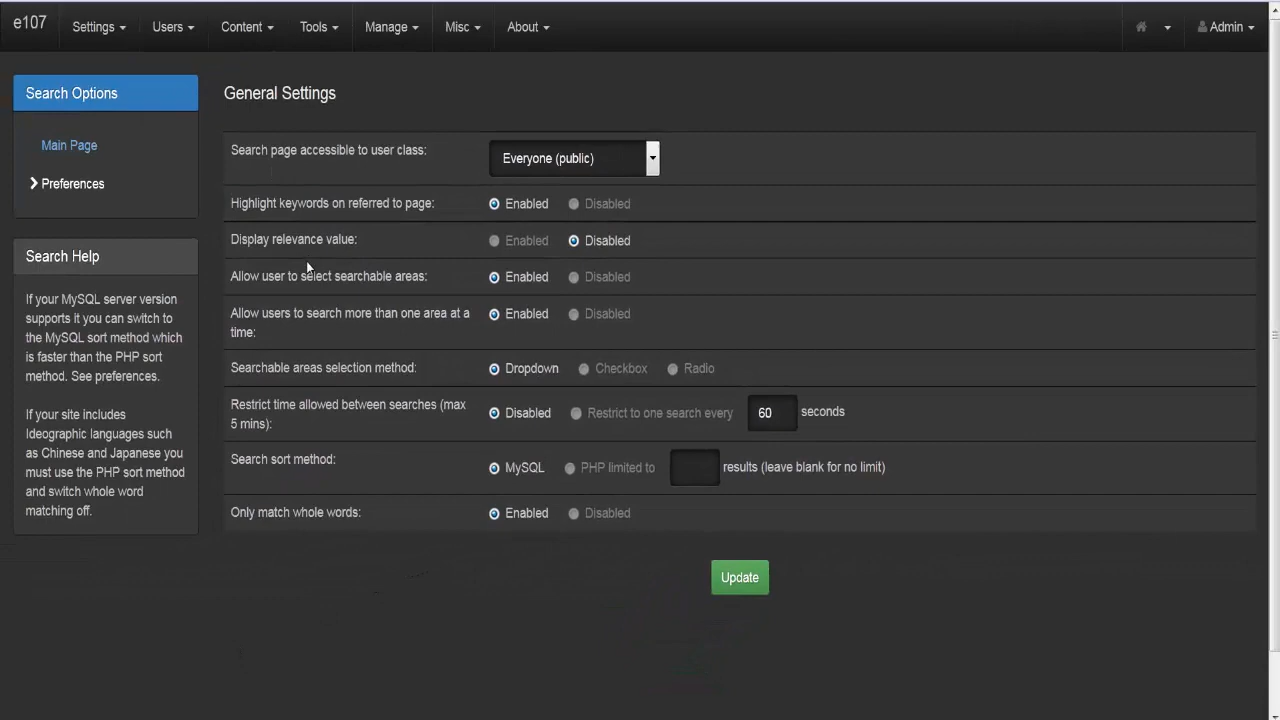 e107 Settings Users Content Tools Manage Misc About Admin
Search Options
Main Page
Preferences
Search Help
If your MySQL server version
supports it you can switch to
the MySQL sort method which
is faster than the PHP sort
method. See preferences.
If your site includes
Ideographic languages such
as Chinese and Japanese you
must use the PHP sort method
and switch whole word
matching off.
General Settings
Search page accessible to user class: Everyone (public)
Highlight keywords on referred to page: Enabled Disabled
Display relevance value: Enabled Disabled
Allow user to select searchable areas: Enabled Disabled
Allow users to search more than one area at a
time: Enabled Disabled
Searchable areas selection method: Dropdown Checkbox Radio
Restrict time allowed between searches (max
5 mins): Disabled Restrict to one search every 60 seconds
Search sort method: MySQL PHP limited to results (leave blank for no limit)
Only match whole words: Enabled Disabled
Update